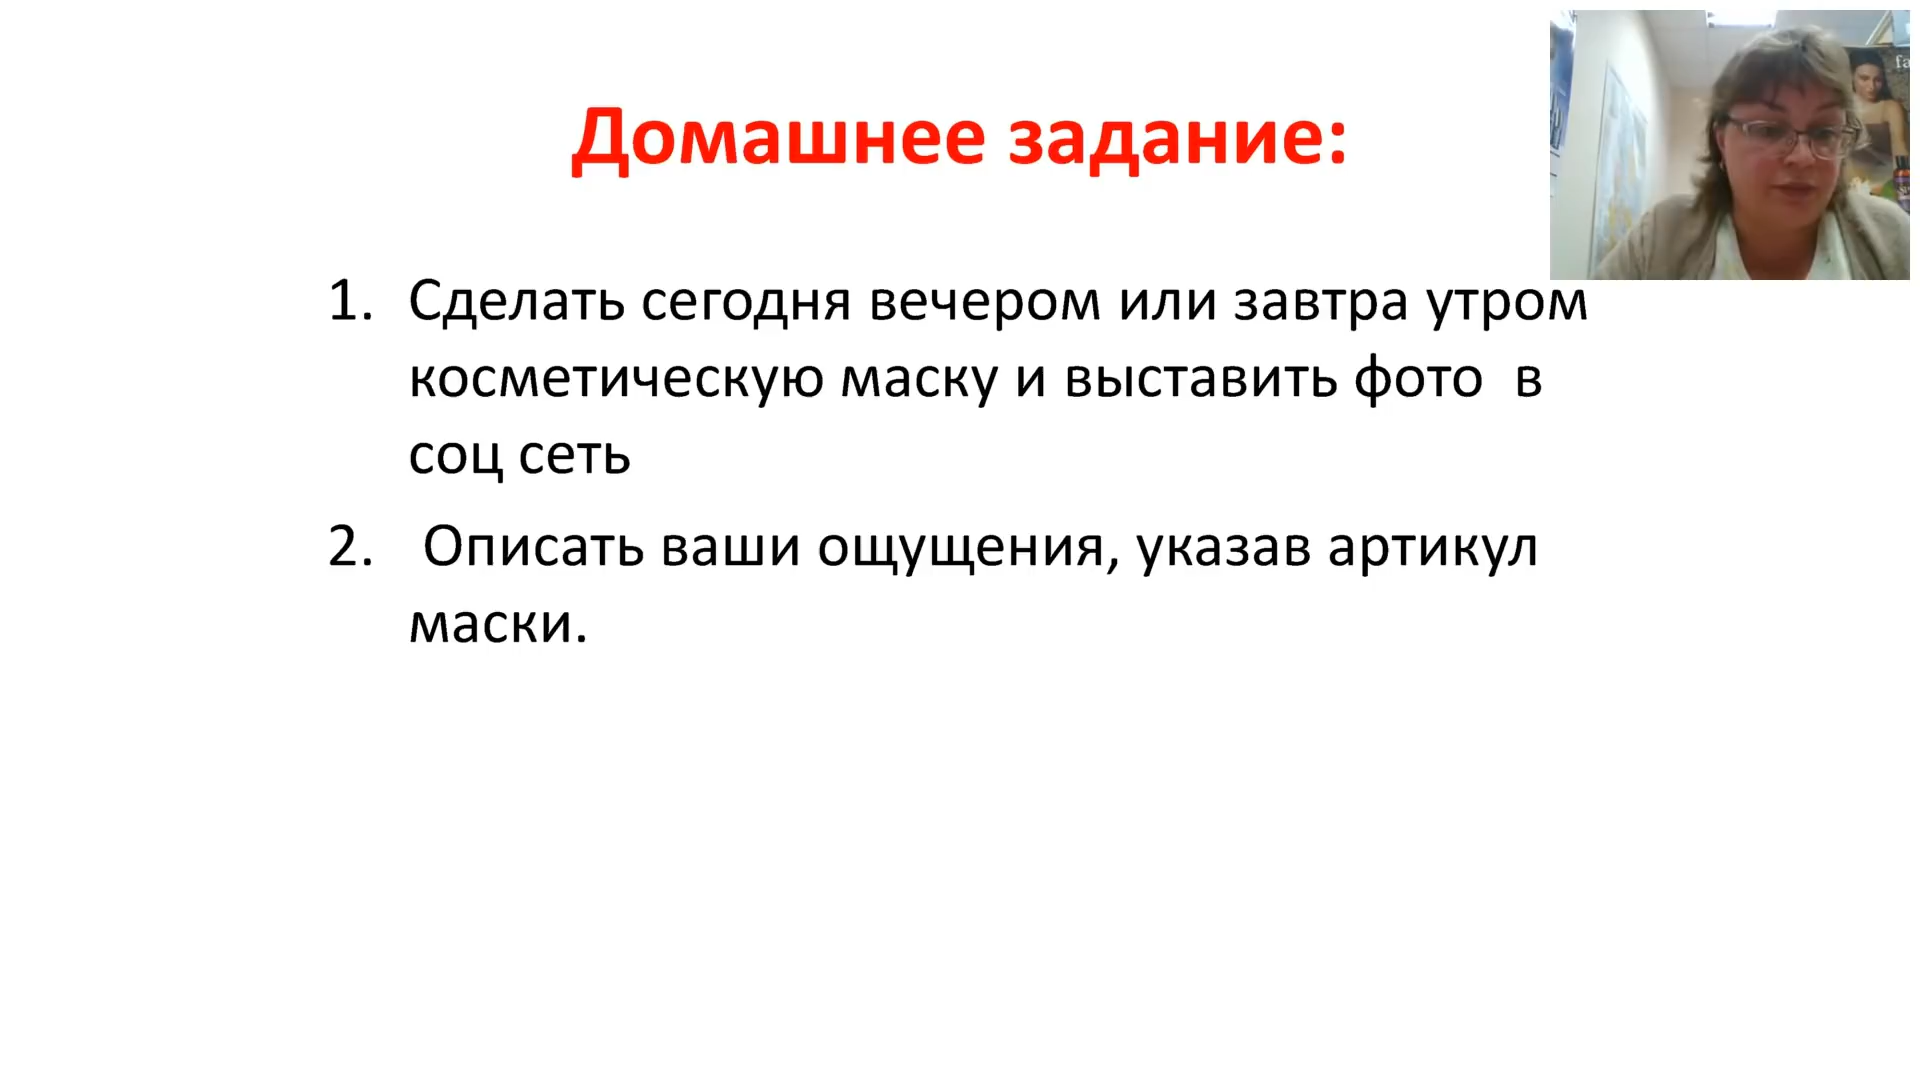 Домашнее задание:
1. Сделать сегодня вечером или завтра утром
косметическую маску и выставить фото в
соц сеть
2. Описать ваши ощущения, указав артикул
маски.
fa